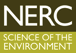 NERC
SCIENCE OF THE
ENVIRONMENT